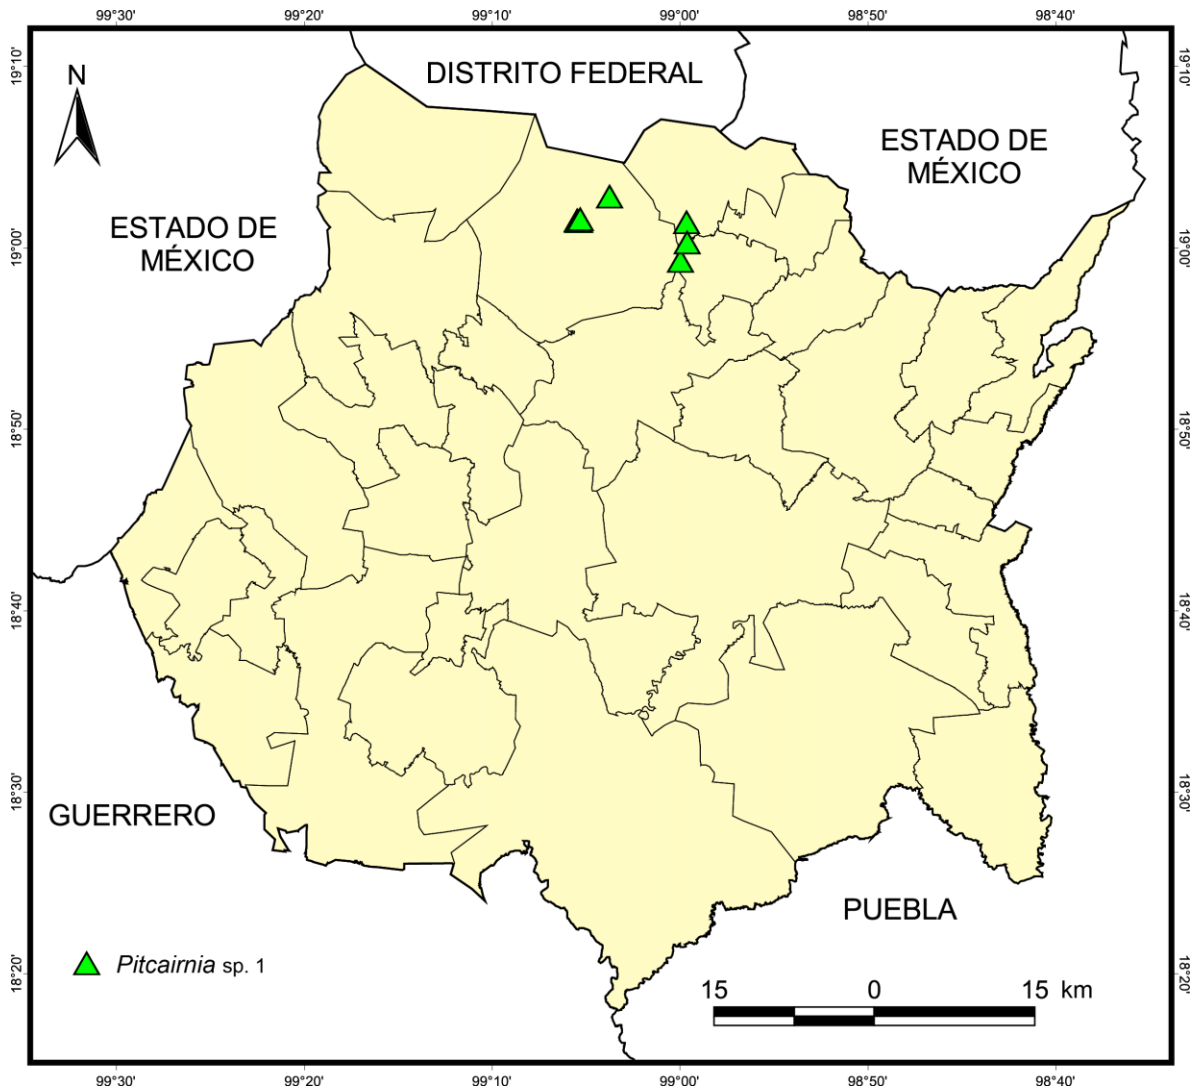 99°30' 99°20' 99°10' 99°00' 98°50' 98°40'
19°10' 19°10'
N
DISTRITO FEDERAL
ESTADO DE
MÉXICO
ESTADO DE
MÉXICO
19°00' 19°00'
18°50' 18°50'
18°40' 18°40'
18°30' 18°30'
GUERRERO
PUEBLA
Pitcairnia sp. 1
18°20' 18°20'
15 0 15 km
99°30' 99°20' 99°10' 99°00' 98°50' 98°40'